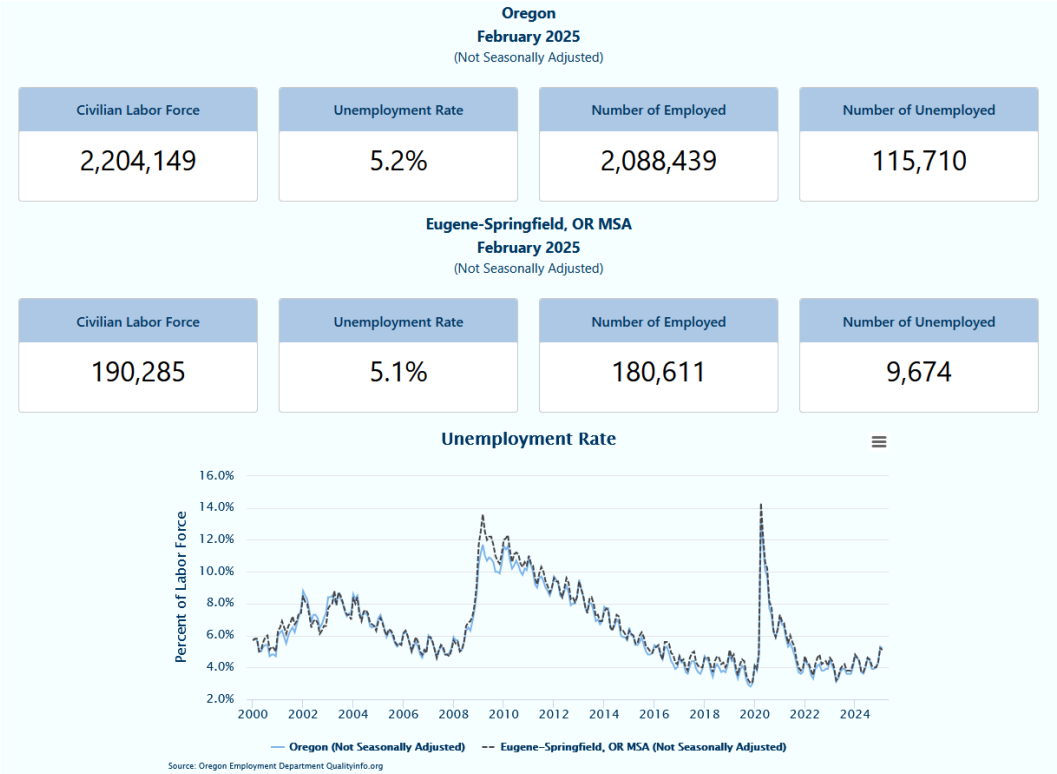 Oregon
February 2025
(Not Seasonally Adjusted)
Civilian Labor Force
Unemployment Rate
Number of Employed
Number of Unemployed
2,204,149
5.2%
2,088,439
115,710
Eugene-Springfield, OR MSA
February 2025
(Not Seasonally Adjusted)
Civilian Labor Force
Unemployment Rate
Number of Employed
Number of Unemployed
190,285
5.1%
180,611
9,674
Unemployment Rate
Percent of Labor Force
16.0%
14.0%
12.0%
10.0%
8.0%
6.0%
4.0%
2.0%
2000 2002 2004 2006 2008 2010 2012 2014 2016 2018 2020 2022 2024
Oregon (Not Seasonally Adjusted) Eugene-Springfield, OR MSA (Not Seasonally Adjusted)
Source: Oregon Employment Department Qualityinfo.org